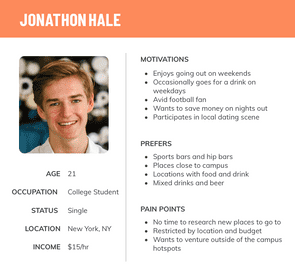 JONATHON HALE
AGE 21
OCCUPATION College Student
STATUS Single
LOCATION New York, NY
INCOME $15/hr
MOTIVATIONS
• Enjoys going out on weekends
• Occasionally goes for a drink on
weekdays
• Avid football fan
• Wants to save money on nights out
• Participates in local dating scene
PREFERS
• Sports bars and hip bars
• Places close to campus
• Locations with food and drink
• Mixed drinks and beer
PAIN POINTS
• No time to research new places to go to
• Restricted by location and budget
• Wants to venture outside of the campus
hotspots